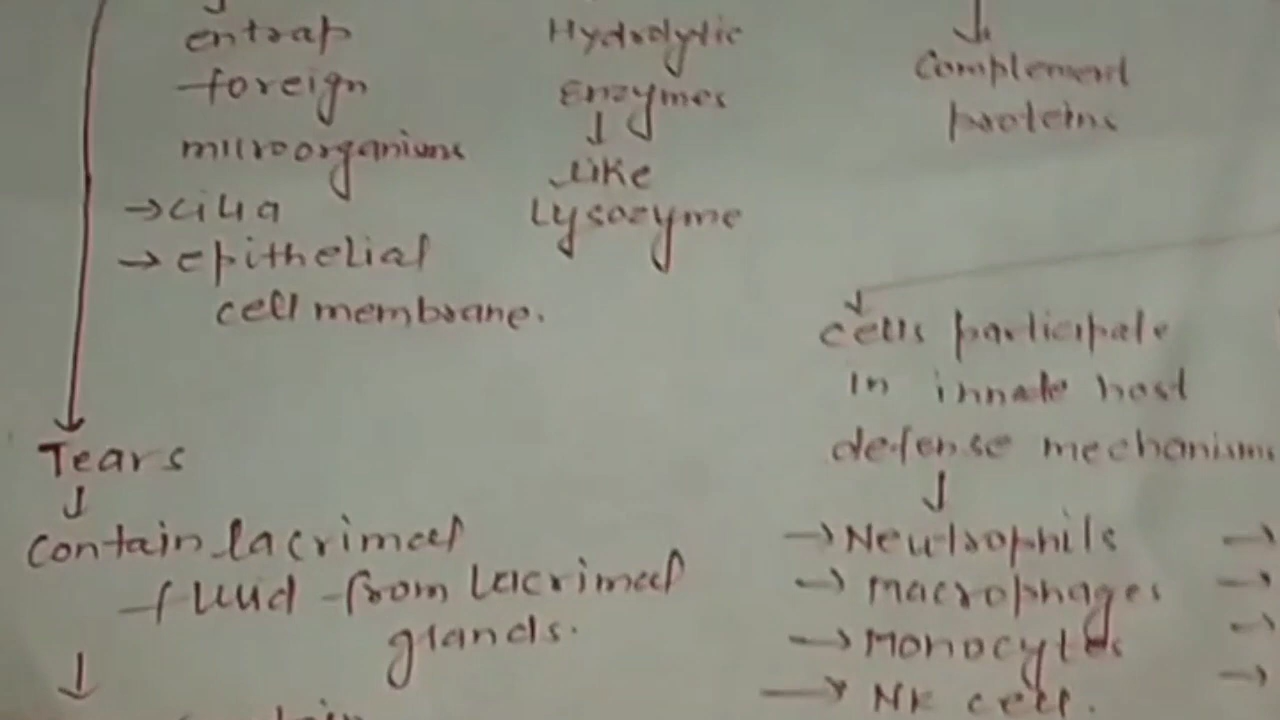 entrap
foreign
microorganisms
→ cilia
→ epithelial
cell membrane.
Hydrolytic
Enzymes
↓
Like
Lysozyme
↓
Complement
proteins
Tears
↓
Contain lacrimal
fluid from lacrimal
glands.
↓
cells participate
in innate host
defense mechanisms
↓
→ Neutrophils
→ Macrophages
→ Monocytes
→ NK cell.